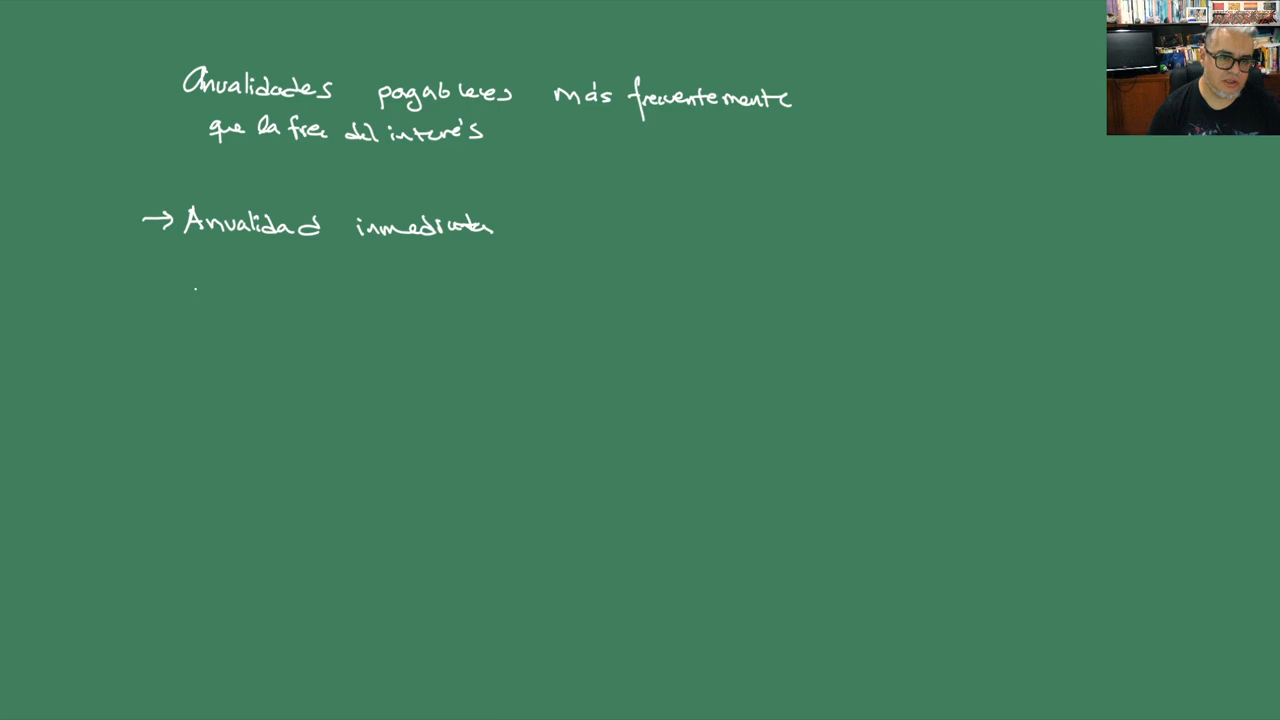 Anualidades pagables más frecuentemente
que la frec del interés
→ Anualidad inmediata